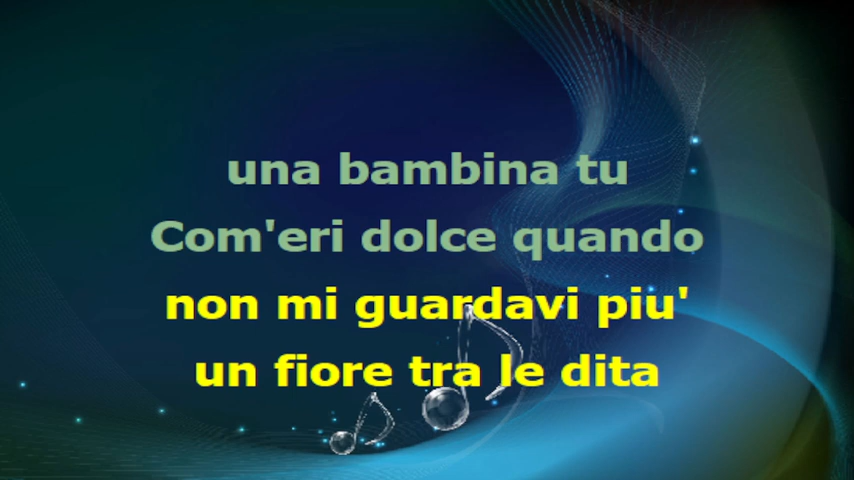 una bambina tu
Com'eri dolce quando
non mi guardavi piu'
un fiore tra le dita